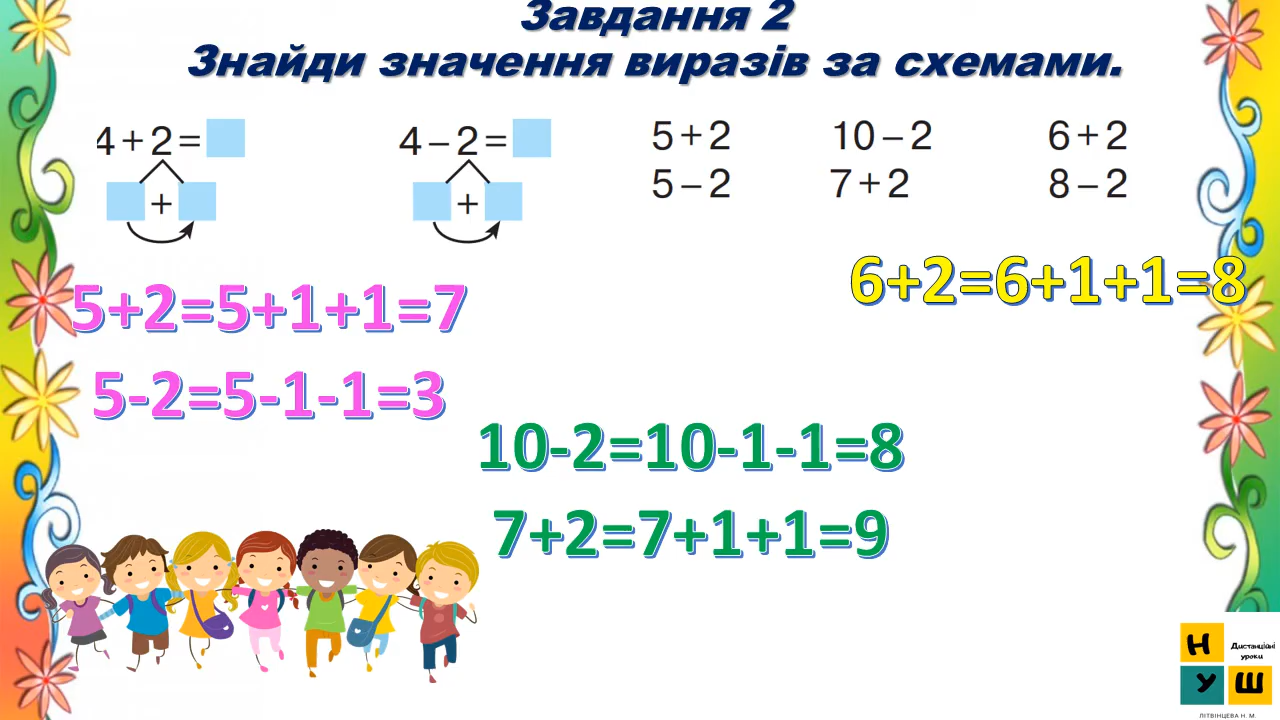 Завдання 2
Знайди значення виразів за схемами.
4+2=
+
4−2=
+
5+2 10−2 6+2
5−2 7+2 8−2
6+2=6+1+1=8
5+2=5+1+1=7
5-2=5-1-1=3
10-2=10-1-1=8
7+2=7+1+1=9
Н
У Ш
Дистанційні
уроки
ЛІТВІНЦЕВА Н. М.